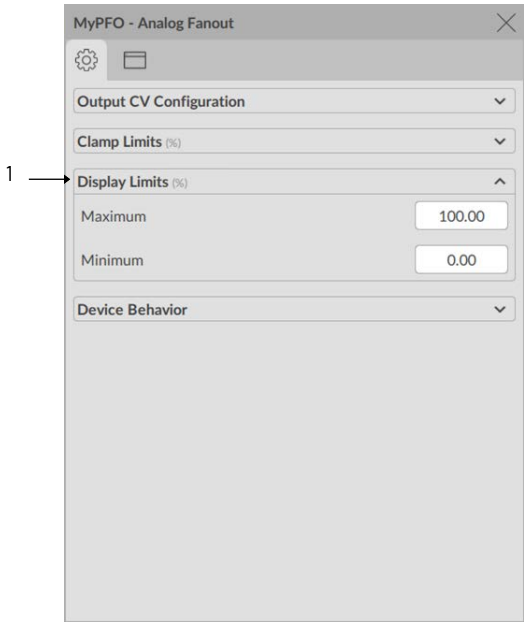 MyPFO - Analog Fanout
Output CV Configuration
Clamp Limits (%)
1
Display Limits (%)
Maximum 100.00
Minimum 0.00
Device Behavior